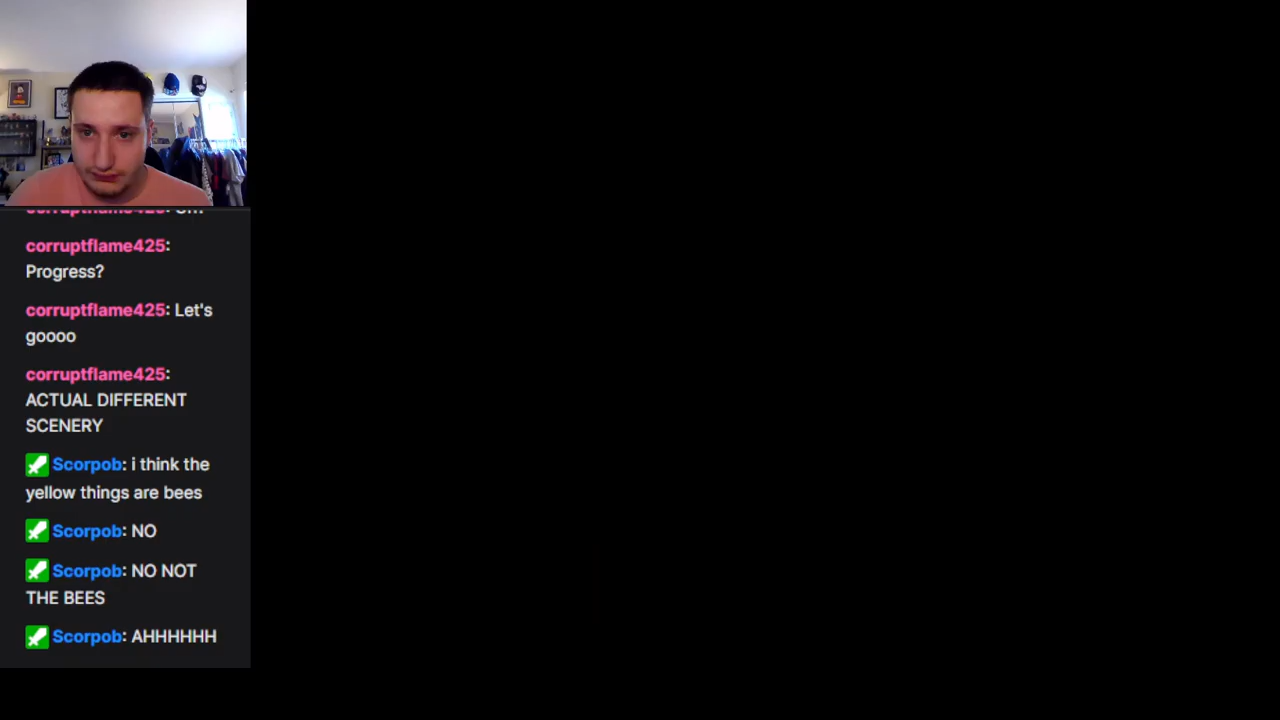 corruptflame425:
Progress?
corruptflame425: Let's
goooo
corruptflame425:
ACTUAL DIFFERENT
SCENERY
Scorpob: i think the
yellow things are bees
Scorpob: NO
Scorpob: NO NOT
THE BEES
Scorpob: AHHHHHH